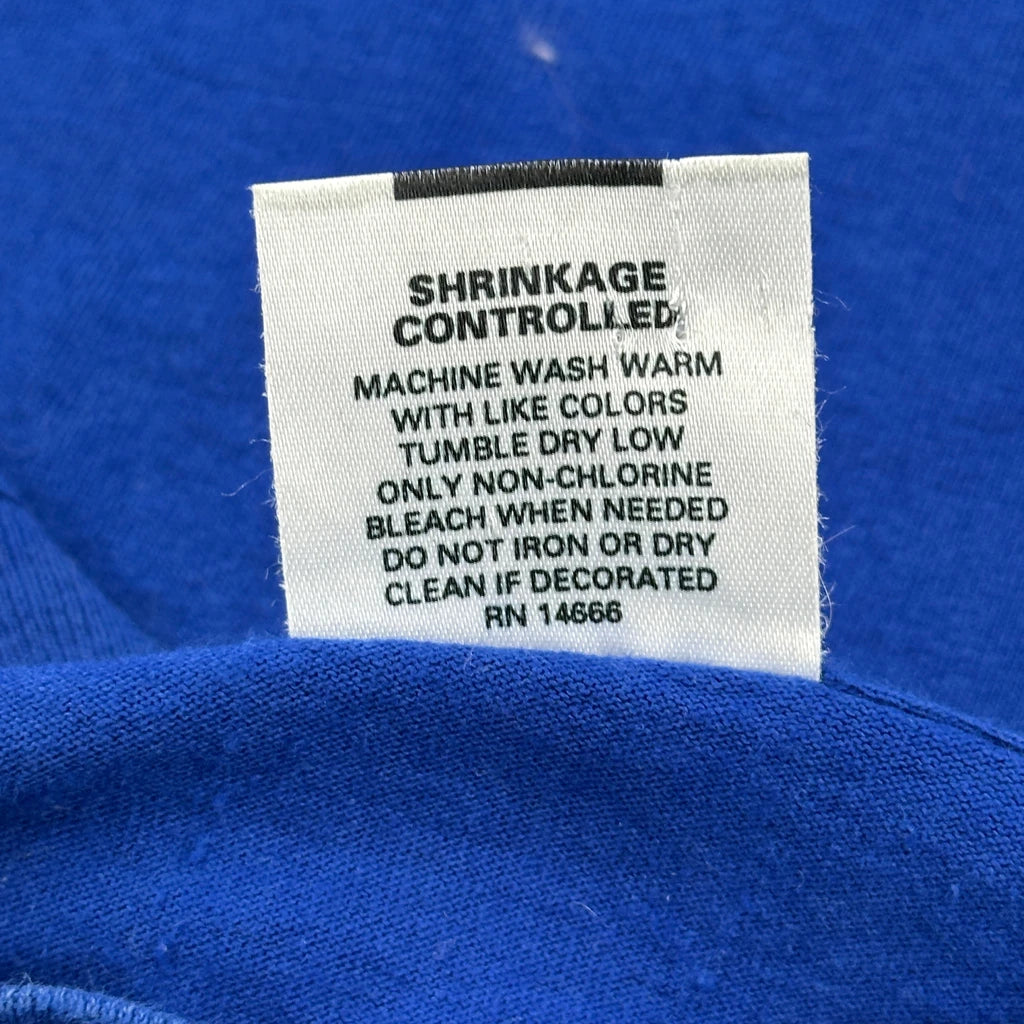 SHRINKAGE
CONTROLLED
MACHINE WASH WARM
WITH LIKE COLORS
TUMBLE DRY LOW
ONLY NON-CHLORINE
BLEACH WHEN NEEDED
DO NOT IRON OR DRY
CLEAN IF DECORATED
RN 14666